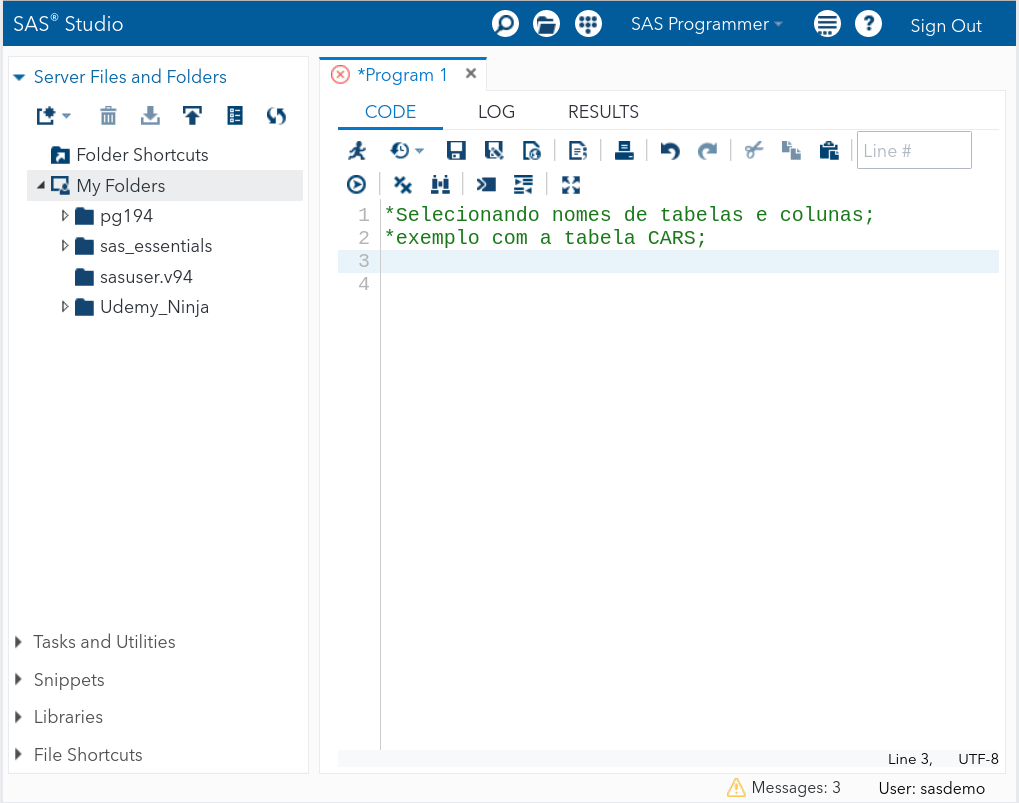 SAS® Studio
SAS Programmer
Sign Out
Server Files and Folders
Folder Shortcuts
My Folders
pg194
sas_essentials
sasuser.v94
Udemy_Ninja
Tasks and Utilities
Snippets
Libraries
File Shortcuts
*Program 1
CODE LOG RESULTS
Line #
1 *Selecionando nomes de tabelas e colunas;
2 *exemplo com a tabela CARS;
3
4
Line 3, UTF-8
Messages: 3 User: sasdemo